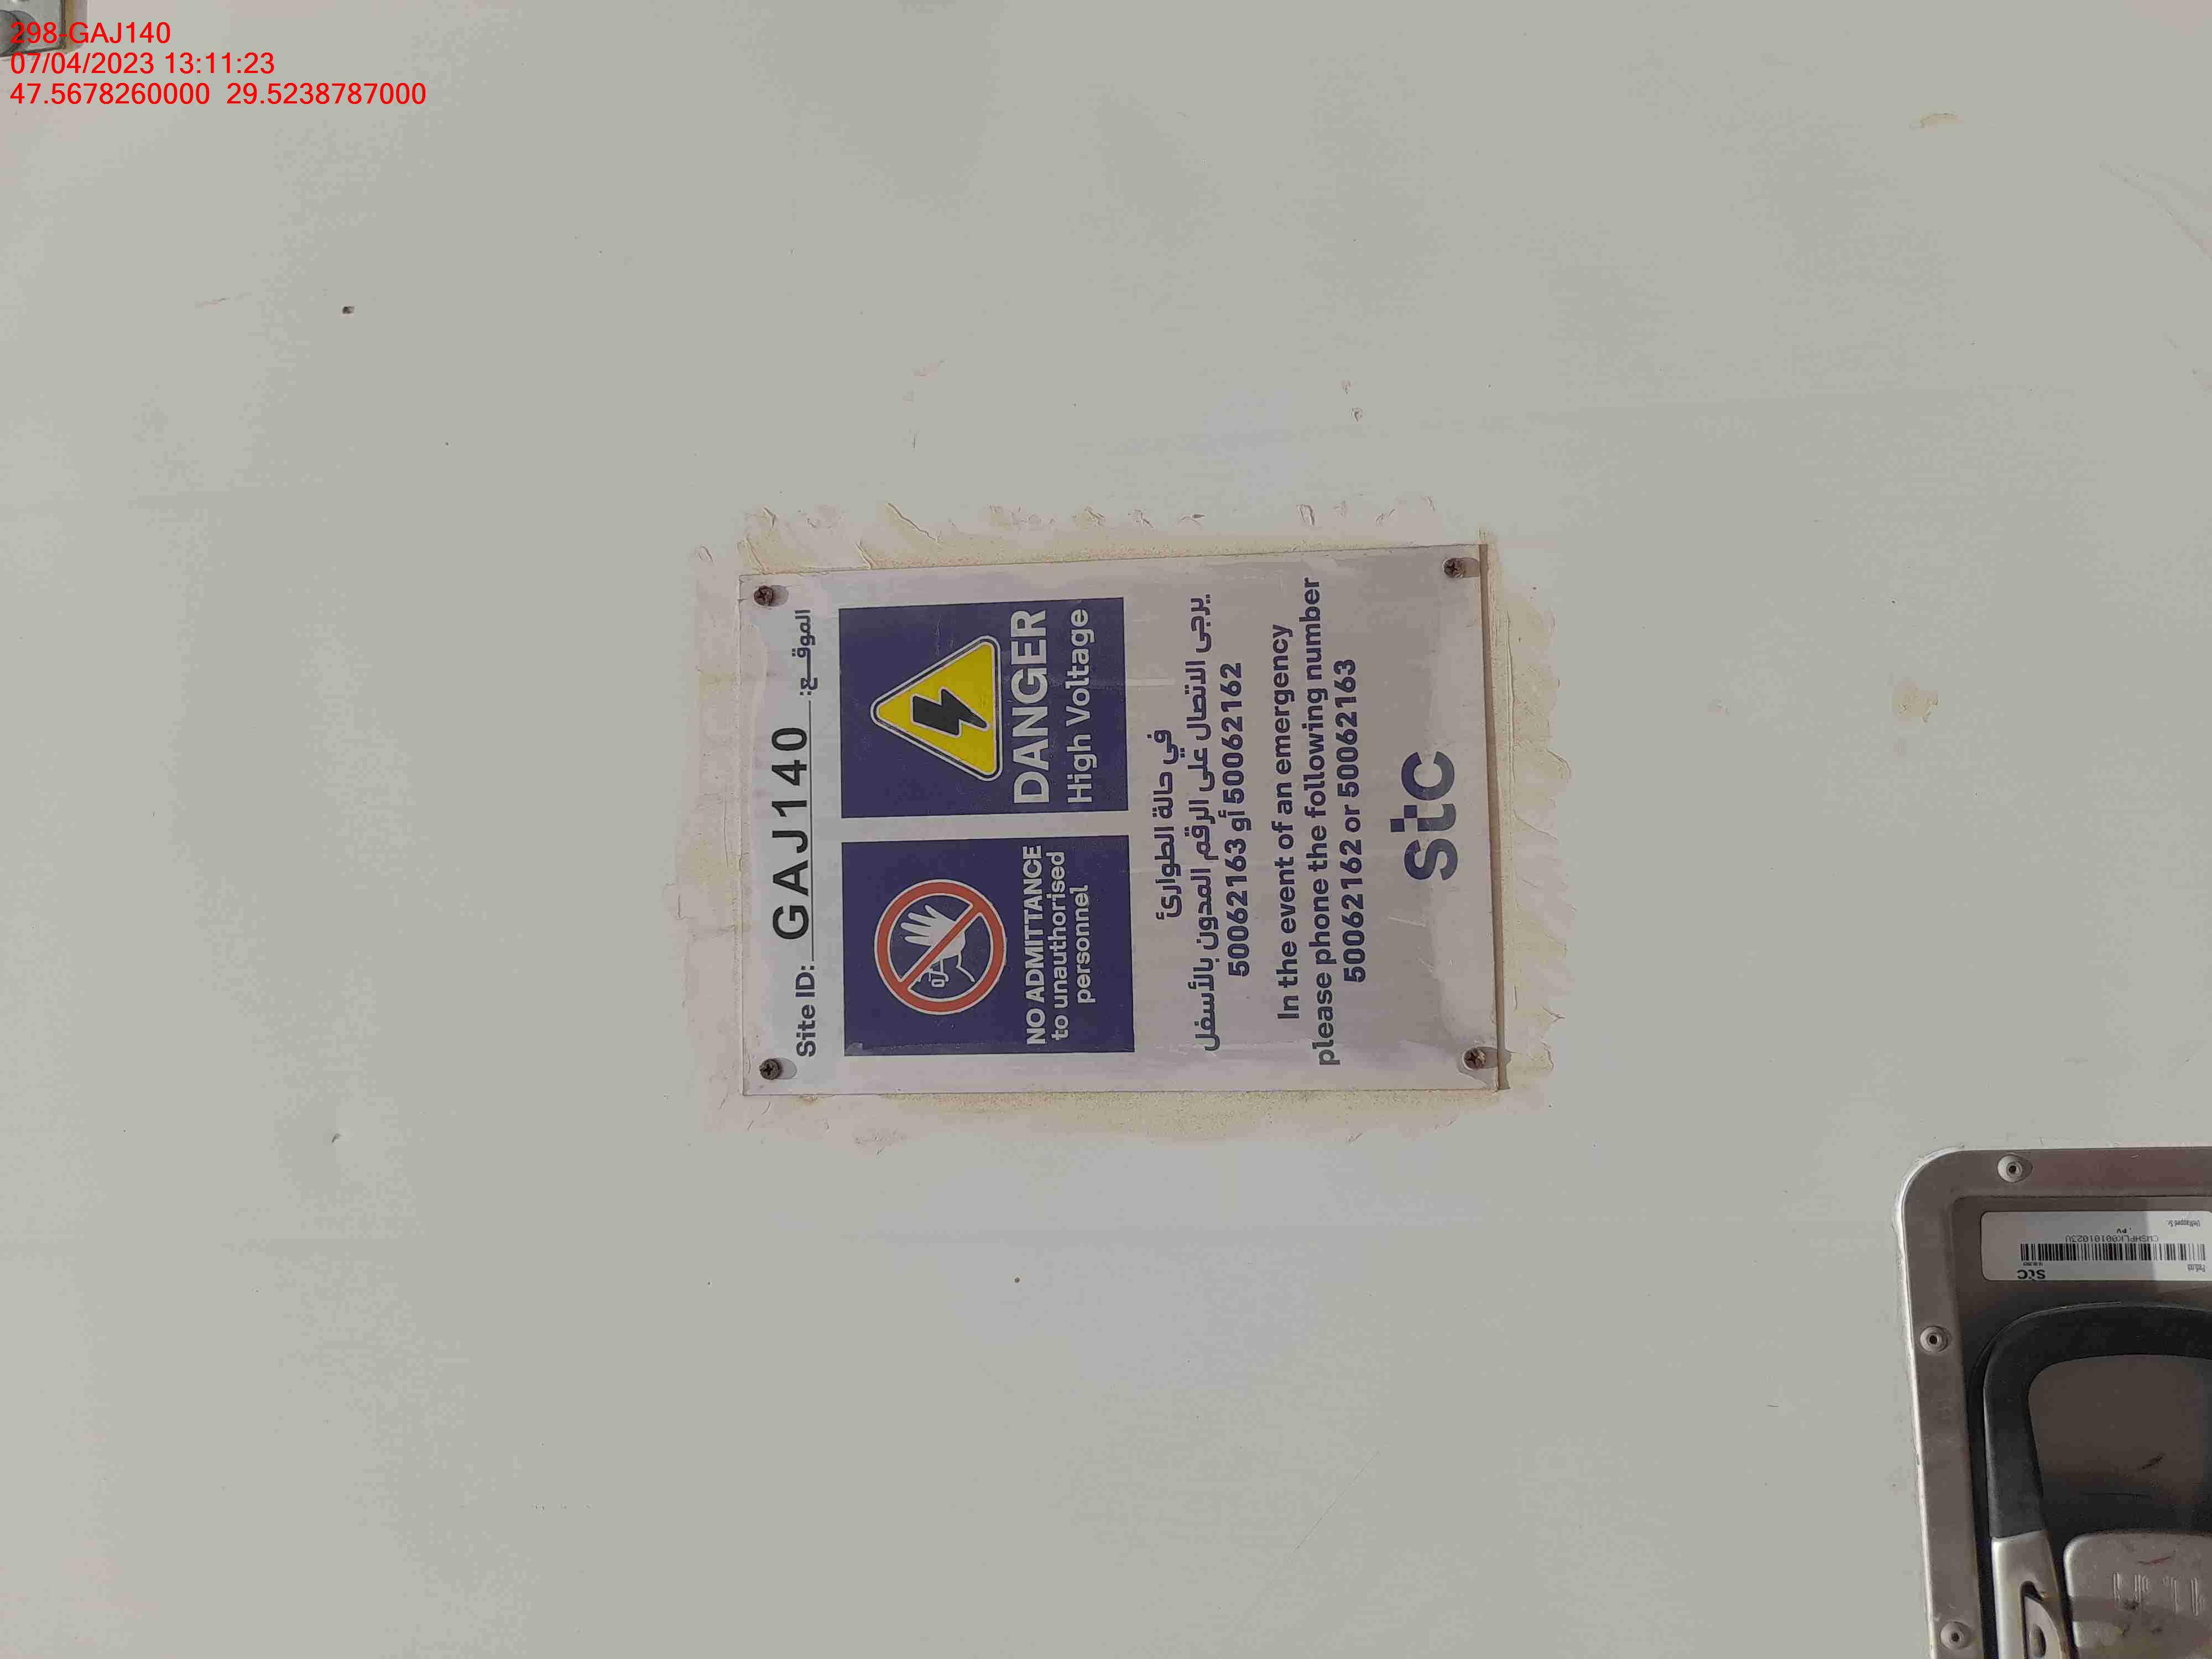 298-GAJ140
07/04/2023 13:11:23
47.5678260000 29.5238787000
Site ID: GAJ140 الموقـــع:
NO ADMITTANCE
to unauthorised
personnel
DANGER
High Voltage
في حالة الطوارئ
يرجى الاتصال على الرقم المدون بالأسفل
50062162 أو 50062163
In the event of an emergency
please phone the following number
50062162 or 50062163
stc
stc